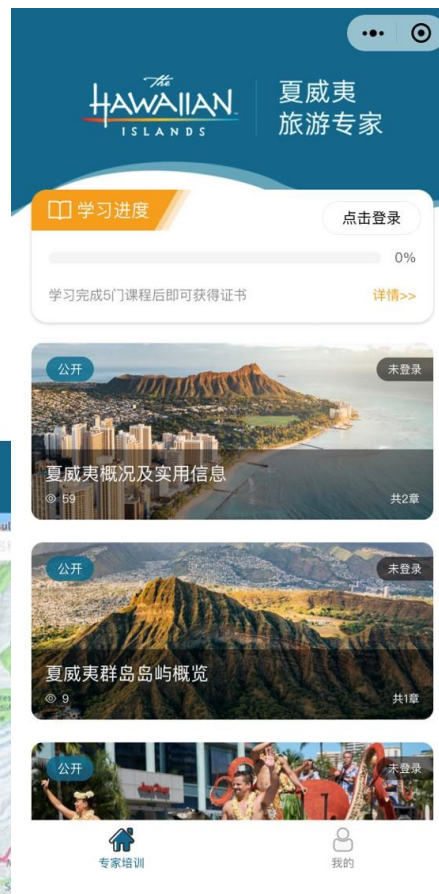 The
HAWAIIAN
ISLANDS
夏威夷
旅游专家
学习进度
点击登录
0%
学习完成5门课程后即可获得证书
详情>>
公开
未登录
夏威夷概况及实用信息
59
共2章
公开
未登录
夏威夷群岛岛屿概览
9
共1章
公开
未登录
专家培训
我的